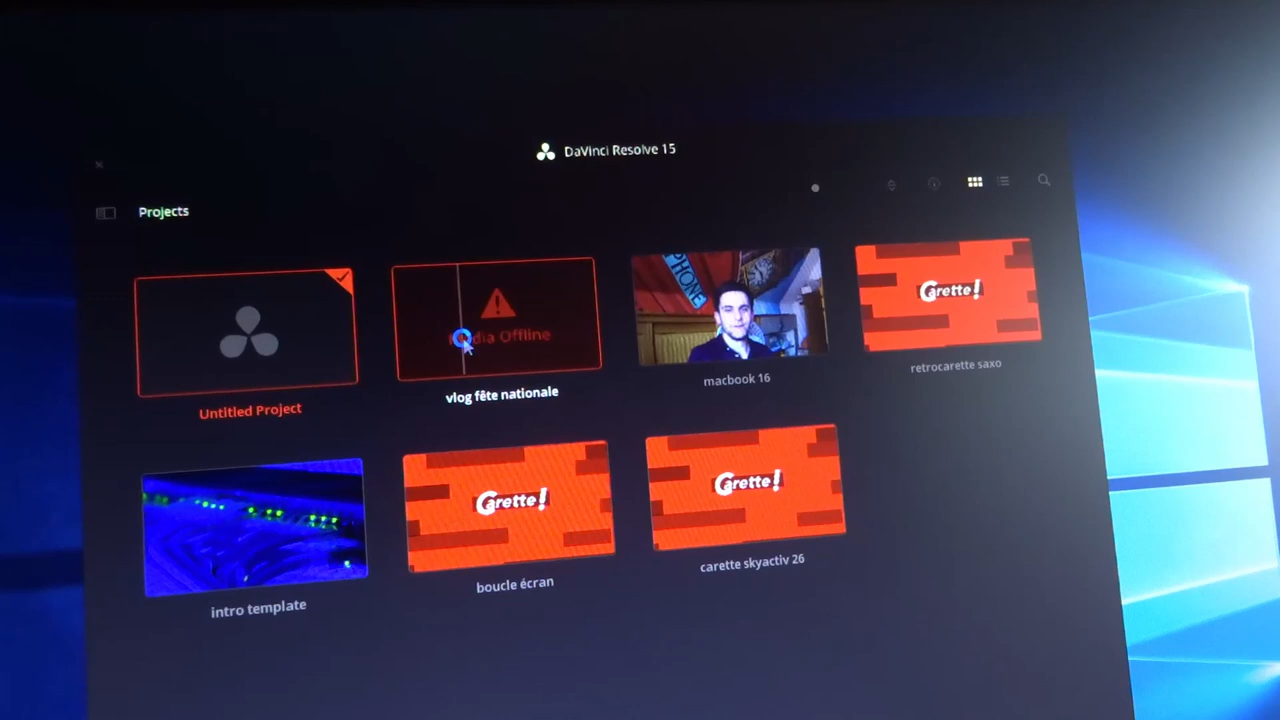 DaVinci Resolve 15
Projects
Media Offline
PHONE
Carette!
Untitled Project
vlog fête nationale
macbook 16
retrocarette saxo
Carette!
Carette!
intro template
boucle écran
carette skyactiv 26